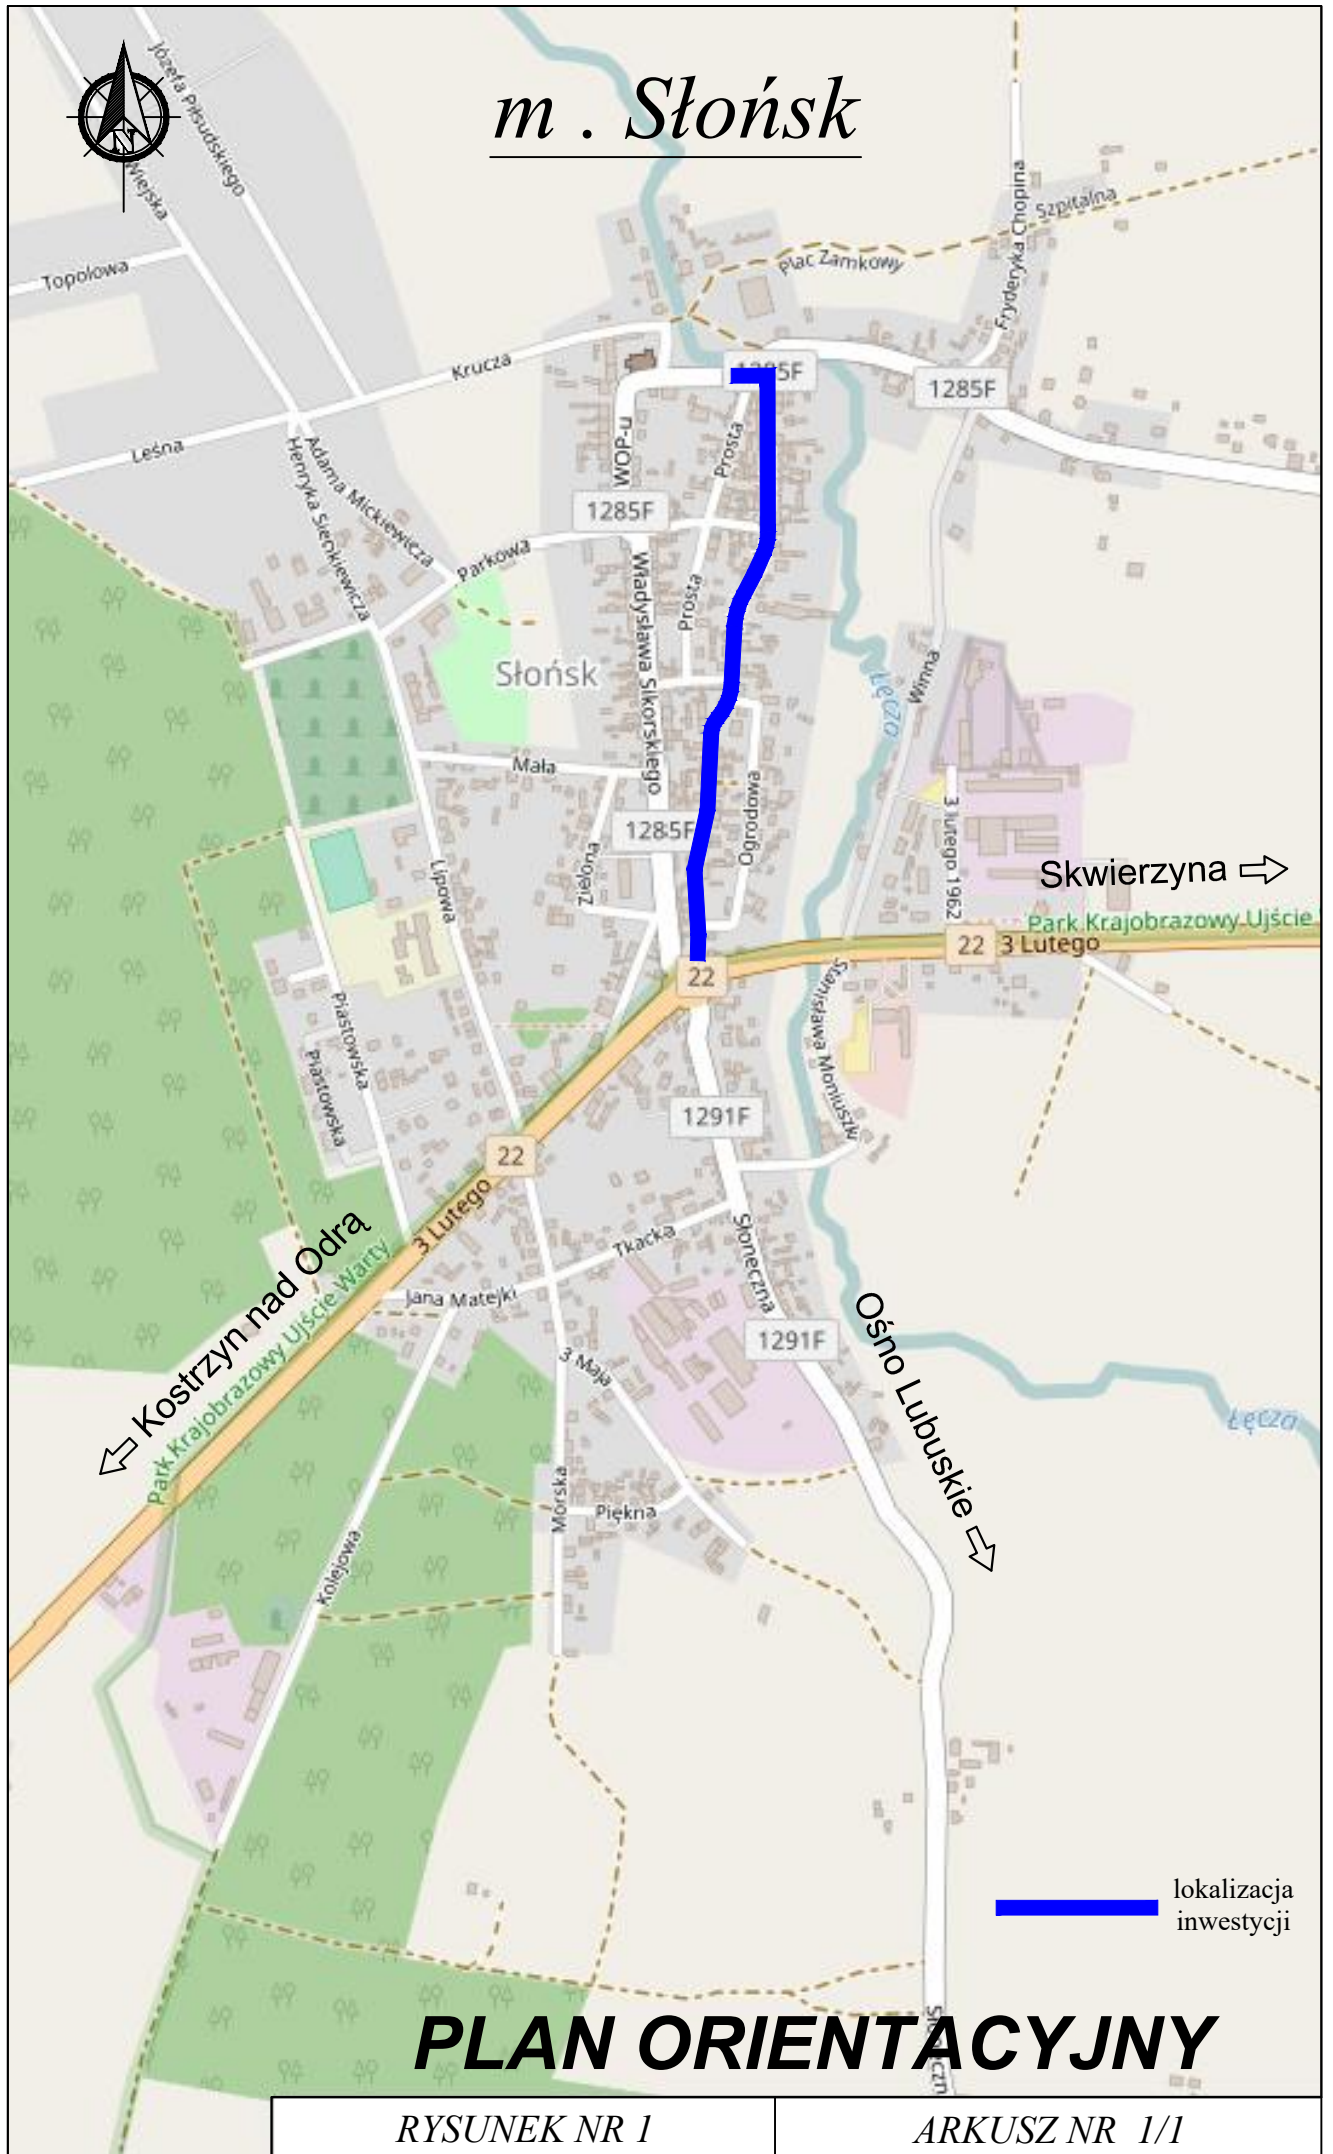 m . Słońsk
N
Józefa Piłsudskiego
Wiejska
Topolowa
Fryderyka Chopina
Szpitalna
Plac Zamkowy
Krucza
1285F
Leśna
WOP-u
Prosta
Adama Mickiewicza
Henryka Sienkiewicza
1285F
Parkowa
Władysława Sikorskiego
Prosta
Słońsk
Winna
Łęcza
Mała
1285F
Ogrodowa
Zielona
Lipowa
3 lutego 1962
Skwierzyna
Park Krajobrazowy Ujście
22
3 Lutego
22
Stanisława Moniuszki
Piastowska
Piastowska
1291F
22
3 Lutego
Kostrzyn nad Odrą
Park Krajobrazowy Ujście Warty
Tkacka
Słoneczna
Jana Matejki
1291F
Ośno Lubuskie
3 Maja
Łęcza
Morska
Piękna
Kolejowa
lokalizacja
inwestycji
PLAN ORIENTACYJNY
RYSUNEK NR 1
ARKUSZ NR 1/1